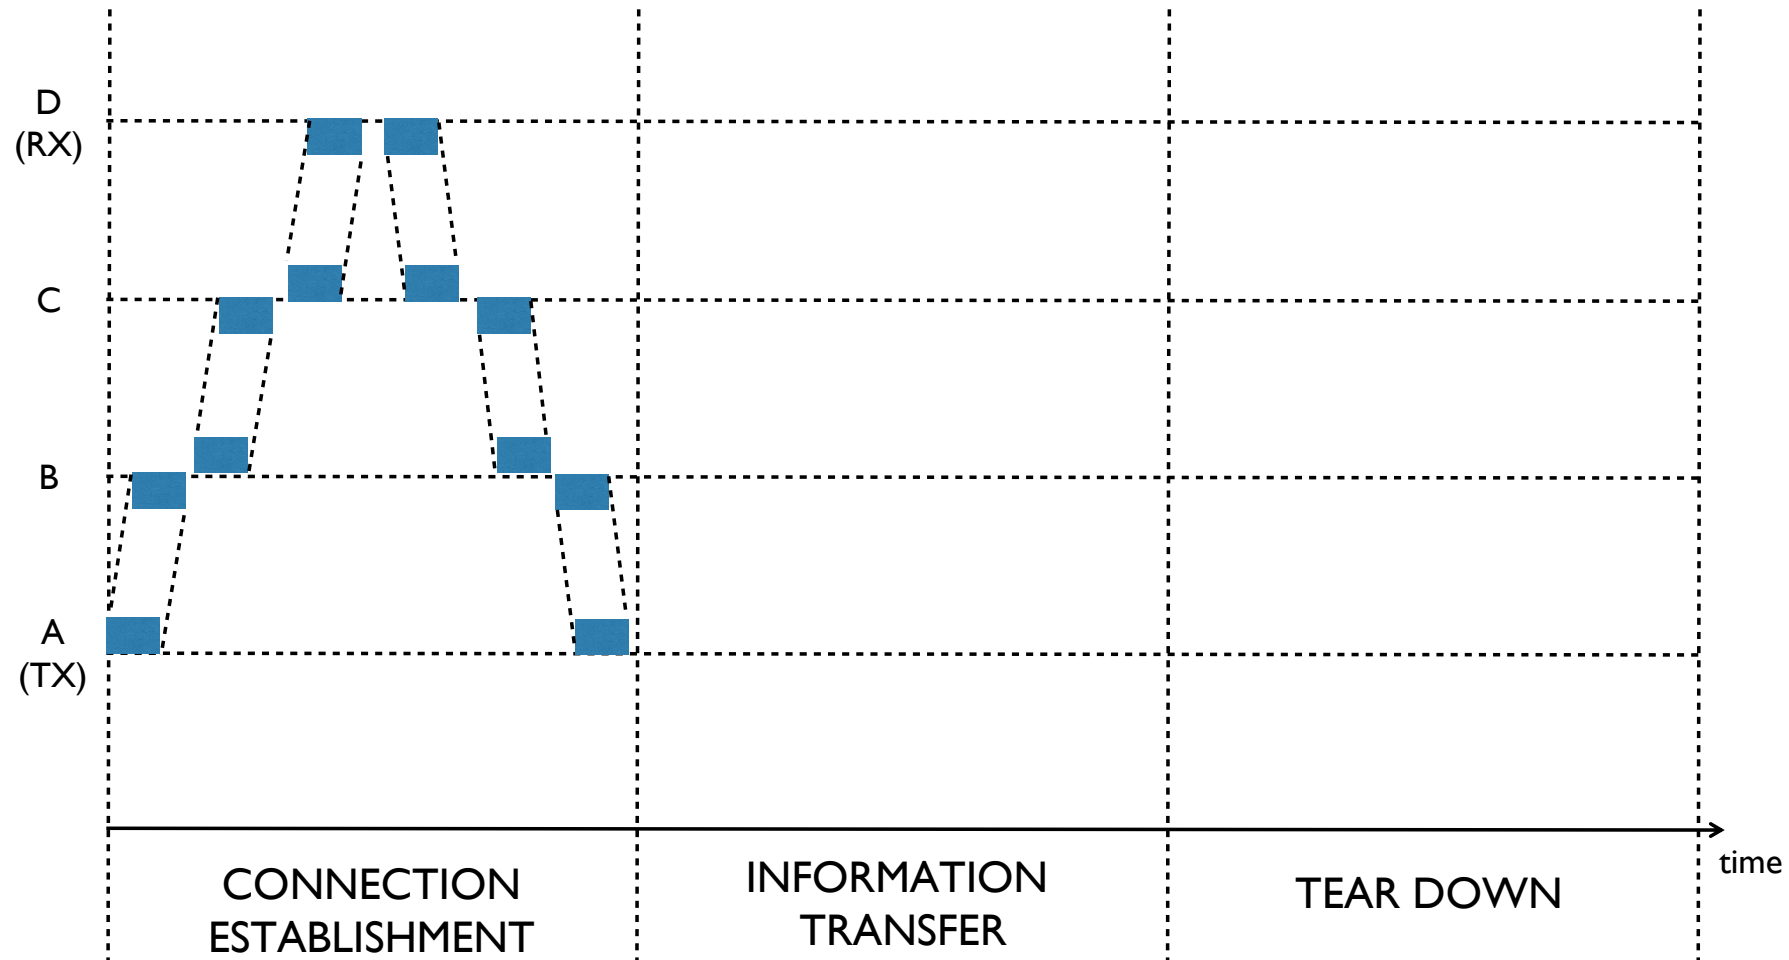 D
(RX)
C
B
A
(TX)
time
CONNECTION
ESTABLISHMENT
INFORMATION
TRANSFER
TEAR DOWN